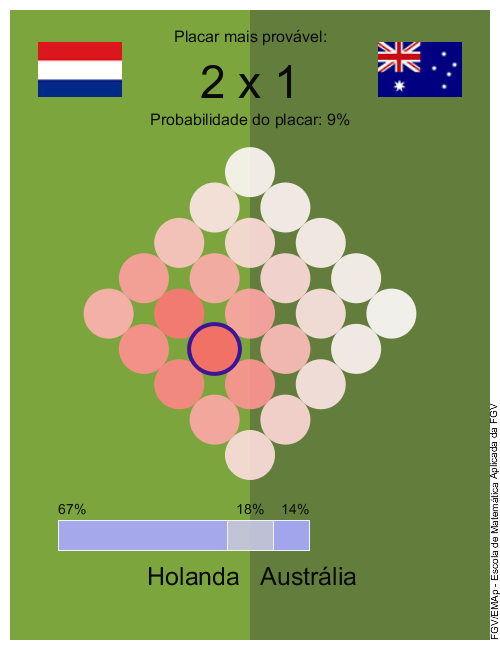 Placar mais provável:
2 x 1
Probabilidade do placar: 9%
67%
18%
14%
Holanda
Austrália
FGV/EMAp - Escola de Matemática Aplicada da FGV